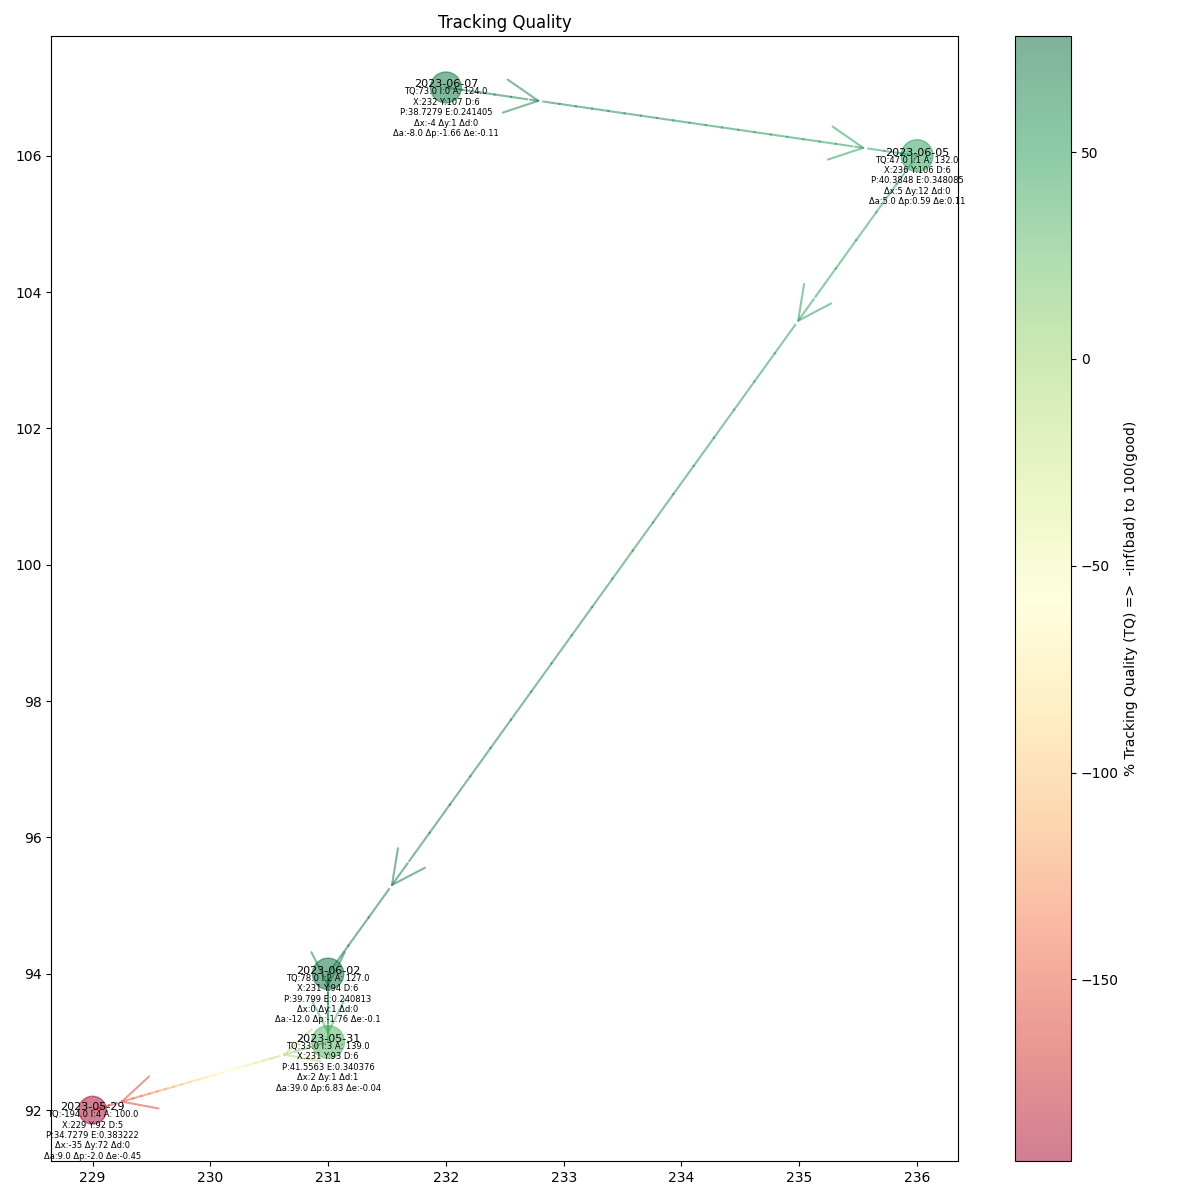 Tracking Quality
2023-06-07
TQ:73.0 I:0 A: 124.0
X:232 Y:107 D:6
P:38.7279 E:0.241405
Δx:-4 Δy:1 Δd:0
Δa:-8.0 Δp:-1.66 Δe:-0.11
2023-06-05
TQ:47.0 I:1 A: 132.0
X:236 Y:106 D:6
P:40.3848 E:0.348085
Δx:5 Δy:12 Δd:0
Δa:5.0 Δp:0.59 Δe:0.11
2023-06-02
TQ:78.0 I:2 A: 127.0
X:231 Y:94 D:6
P:39.799 E:0.240813
Δx:0 Δy:1 Δd:0
Δa:-12.0 Δp:-1.76 Δe:-0.1
2023-05-31
TQ:33.0 I:3 A: 139.0
X:231 Y:93 D:6
P:41.5563 E:0.340376
Δx:2 Δy:1 Δd:1
Δa:39.0 Δp:6.83 Δe:-0.04
2023-05-29
TQ:-194.0 I:4 A: 100.0
X:229 Y:92 D:5
P:34.7279 E:0.383222
Δx:-35 Δy:72 Δd:0
Δa:9.0 Δp:-2.0 Δe:-0.45
106
104
102
100
98
96
94
92
229 230 231 232 233 234 235 236
50
0
−50
−100
−150
% Tracking Quality (TQ) => -inf(bad) to 100(good)